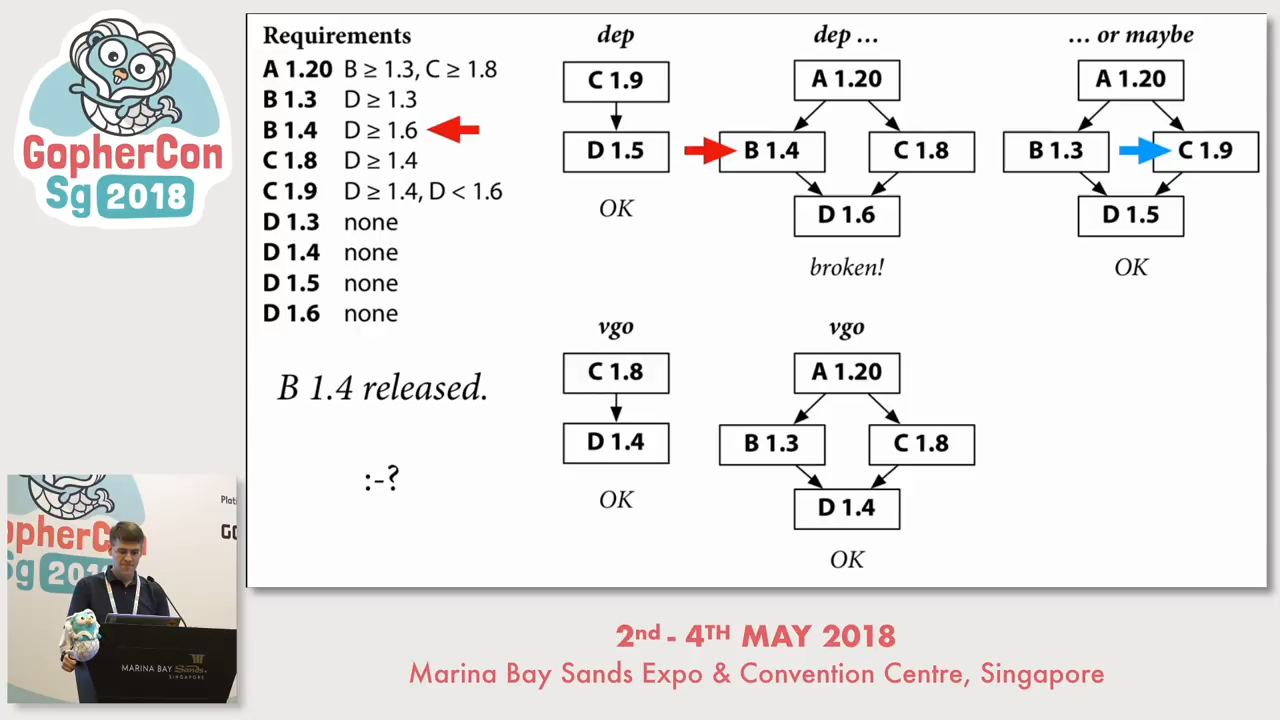 GopherCon
Sg 2018
Requirements
A 1.20 B ≥ 1.3, C ≥ 1.8
B 1.3 D ≥ 1.3
B 1.4 D ≥ 1.6
C 1.8 D ≥ 1.4
C 1.9 D ≥ 1.4, D < 1.6
D 1.3 none
D 1.4 none
D 1.5 none
D 1.6 none
B 1.4 released.
:-?
dep
C 1.9
D 1.5
OK
dep ...
A 1.20
B 1.4 C 1.8
D 1.6
broken!
... or maybe
A 1.20
B 1.3 C 1.9
D 1.5
OK
vgo
C 1.8
D 1.4
OK
vgo
A 1.20
B 1.3 C 1.8
D 1.4
OK
opherC
Sg 201
Plat
GO
MARINA BAY Sands
SINGAPORE
2nd - 4TH MAY 2018
Marina Bay Sands Expo & Convention Centre, Singapore